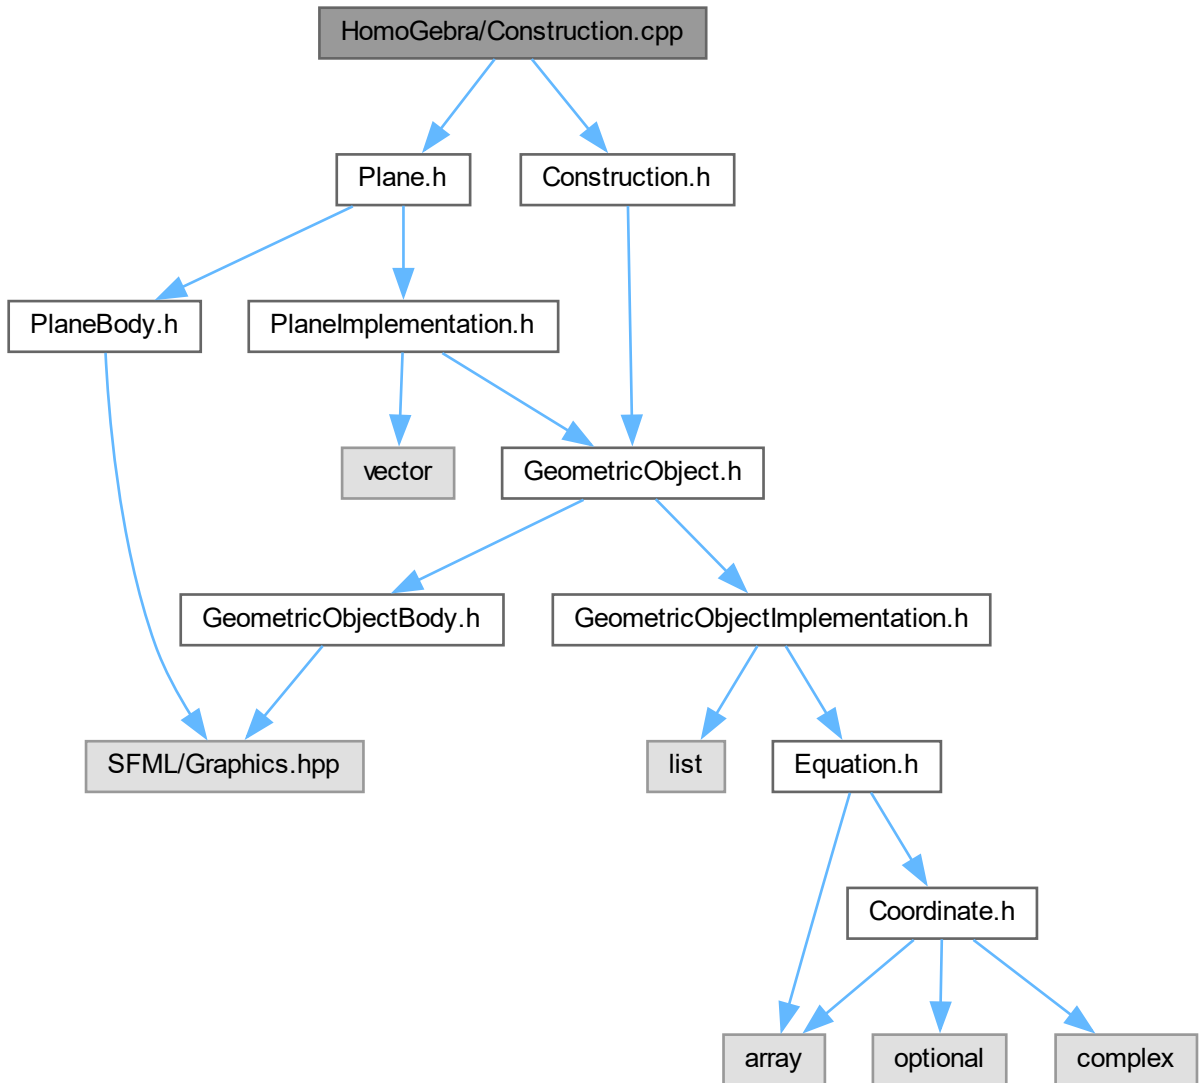 HomoGebra/Construction.cpp
Plane.h
Construction.h
PlaneBody.h
PlaneImplementation.h
vector
GeometricObject.h
GeometricObjectBody.h
GeometricObjectImplementation.h
SFML/Graphics.hpp
list
Equation.h
Coordinate.h
array
optional
complex